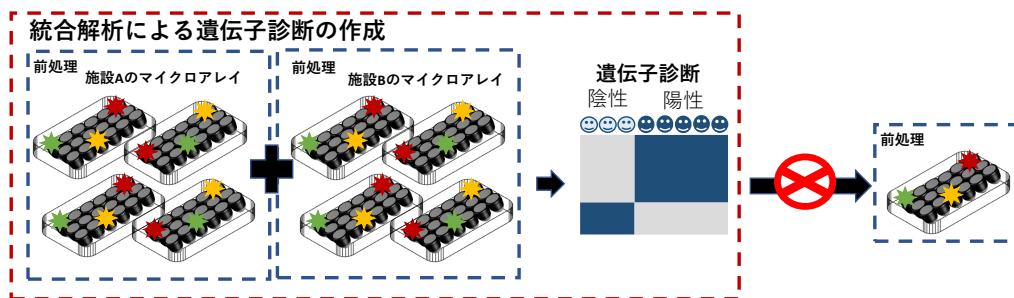 統合解析による遺伝子診断の作成
前処理
施設Aのマイクロアレイ
前処理
施設Bのマイクロアレイ
遺伝子診断
陰性
陽性
前処理